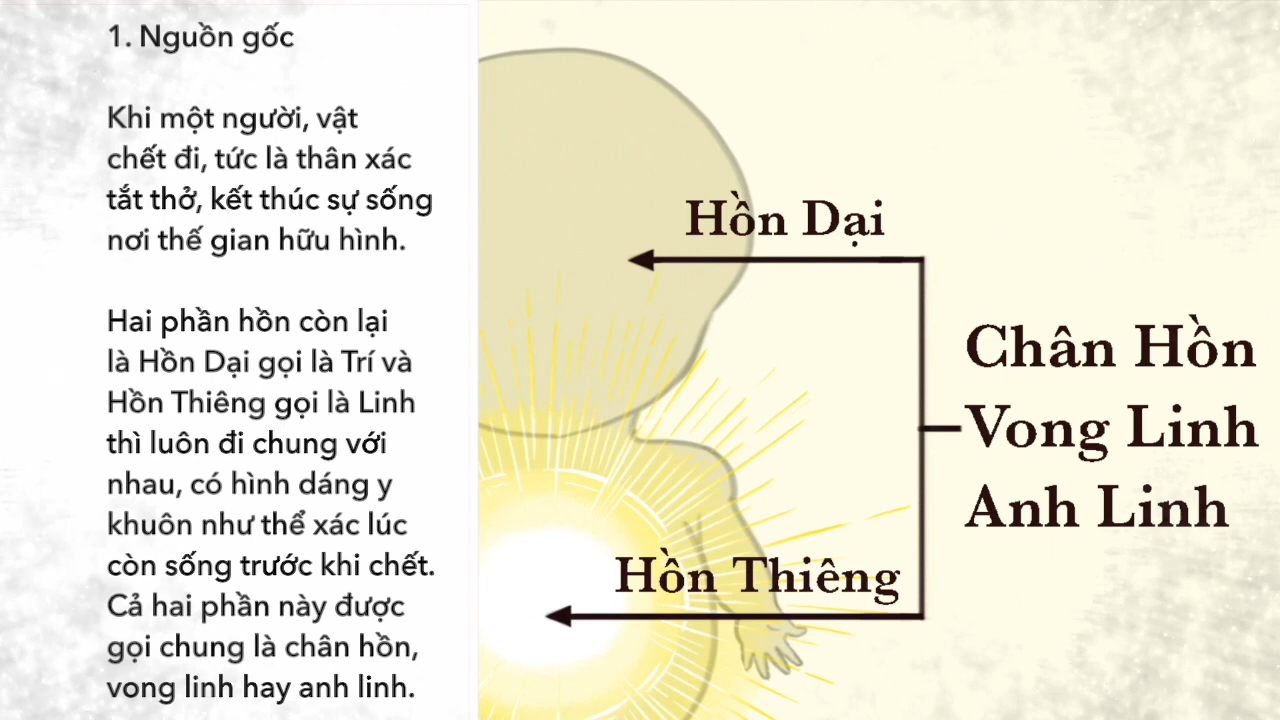 1. Nguồn gốc
Khi một người, vật
chết đi, tức là thân xác
tắt thở, kết thúc sự sống
nơi thế gian hữu hình.
Hai phần hồn còn lại
là Hồn Dại gọi là Trí và
Hồn Thiêng gọi là Linh
thì luôn đi chung với
nhau, có hình dáng y
khuôn như thể xác lúc
còn sống trước khi chết.
Cả hai phần này được
gọi chung là chân hồn,
vong linh hay anh linh.
Hồn Dại
Chân Hồn
Vong Linh
Anh Linh
Hồn Thiêng